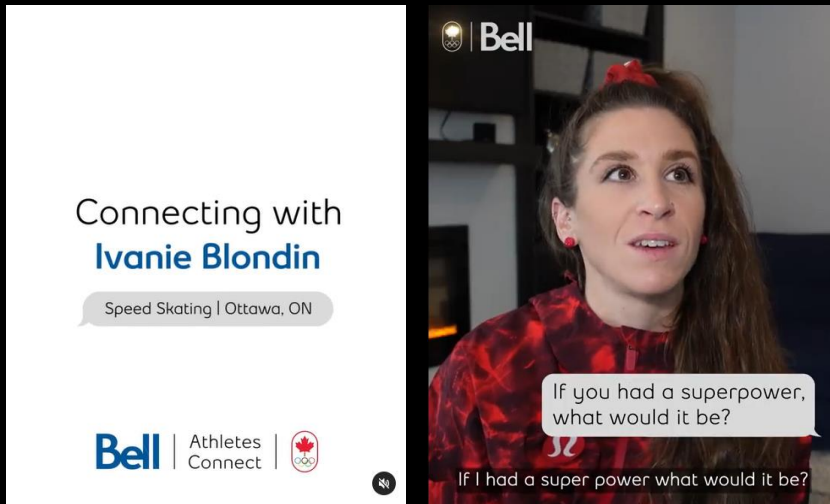 Connecting with
Ivanie Blondin
Speed Skating | Ottawa, ON
Bell | Athletes
Connect
Bell
If you had a superpower,
what would it be?
If I had a super power what would it be?